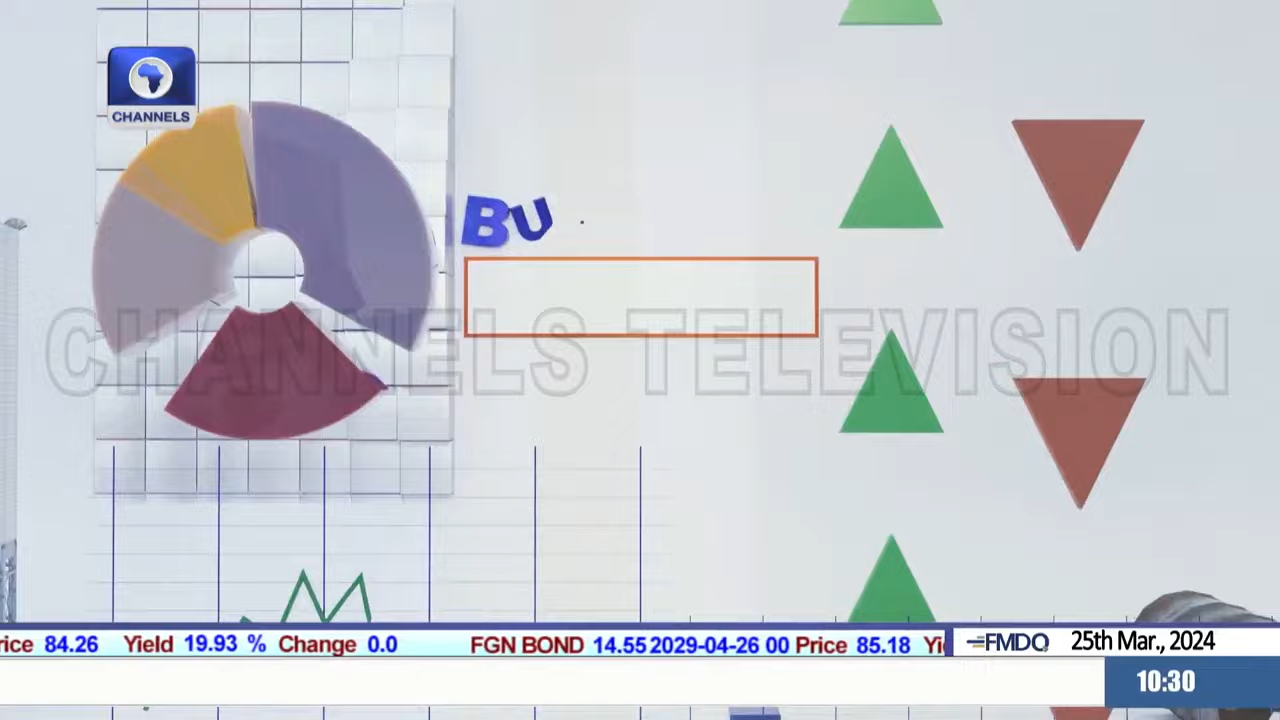 CHANNELS
BU
CHANNELS TELEVISION
rice 84.26 Yield 19.93 % Change 0.0 FGN BOND 14.55 2029-04-26 00 Price 85.18 Yi
FMDQ 25th Mar., 2024
10:30